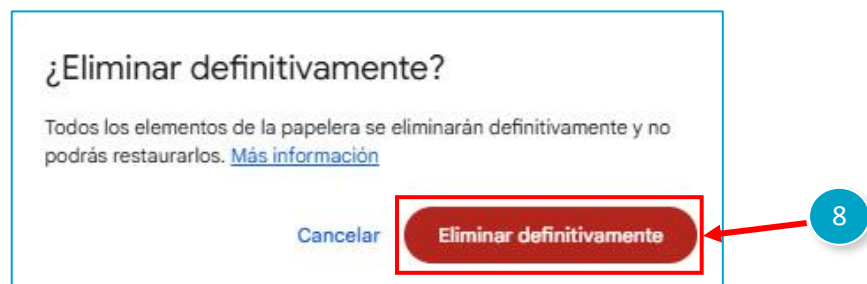 ¿Eliminar definitivamente?
Todos los elementos de la papelera se eliminarán definitivamente y no
podrás restaurarlos. Más información
Cancelar Eliminar definitivamente
8